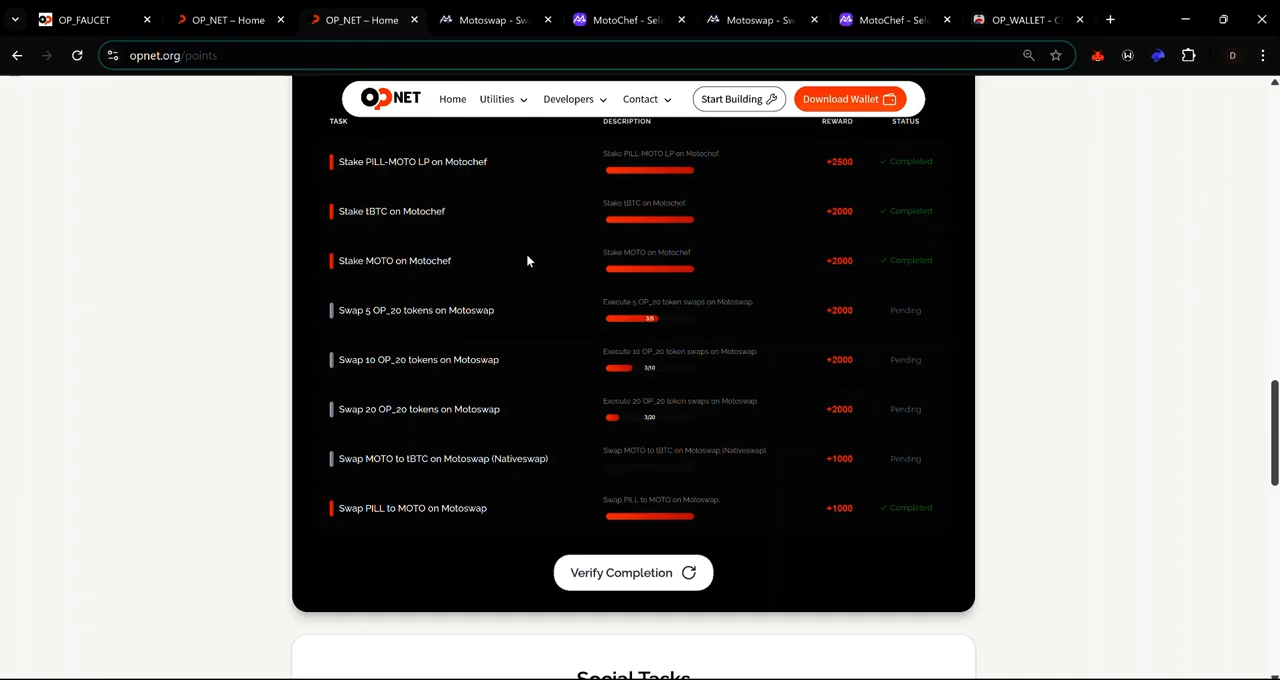 OP_FAUCET
OP_NET – Home
OP_NET – Home
Motoswap - Sw
MotoChef - Sel
Motoswap - Sw
MotoChef - Sel
OP_WALLET - C
opnet.org/points
D
OP NET
Home
Utilities
Developers
Contact
Start Building
Download Wallet
TASK DESCRIPTION REWARD STATUS
Stake PILL-MOTO LP on Motochef
Stake PILL-MOTO LP on Motochef.
+2500
Completed
Stake tBTC on Motochef
Stake tBTC on Motochef.
+2000
Completed
Stake MOTO on Motochef
Stake MOTO on Motochef
+2000
Completed
Swap 5 OP_20 tokens on Motoswap
Execute 5 OP_20 token swaps on Motoswap.
3/5
+2000
Pending
Swap 10 OP_20 tokens on Motoswap
Execute 10 OP_20 token swaps on Motoswap.
3/10
+2000
Pending
Swap 20 OP_20 tokens on Motoswap
Execute 20 OP_20 token swaps on Motoswap.
3/20
+2000
Pending
Swap MOTO to tBTC on Motoswap (Nativeswap)
Swap MOTO to tBTC on Motoswap (Nativeswap).
+1000
Pending
Swap PILL to MOTO on Motoswap
Swap PILL to MOTO on Motoswap.
+1000
Completed
Verify Completion
Social Tasks